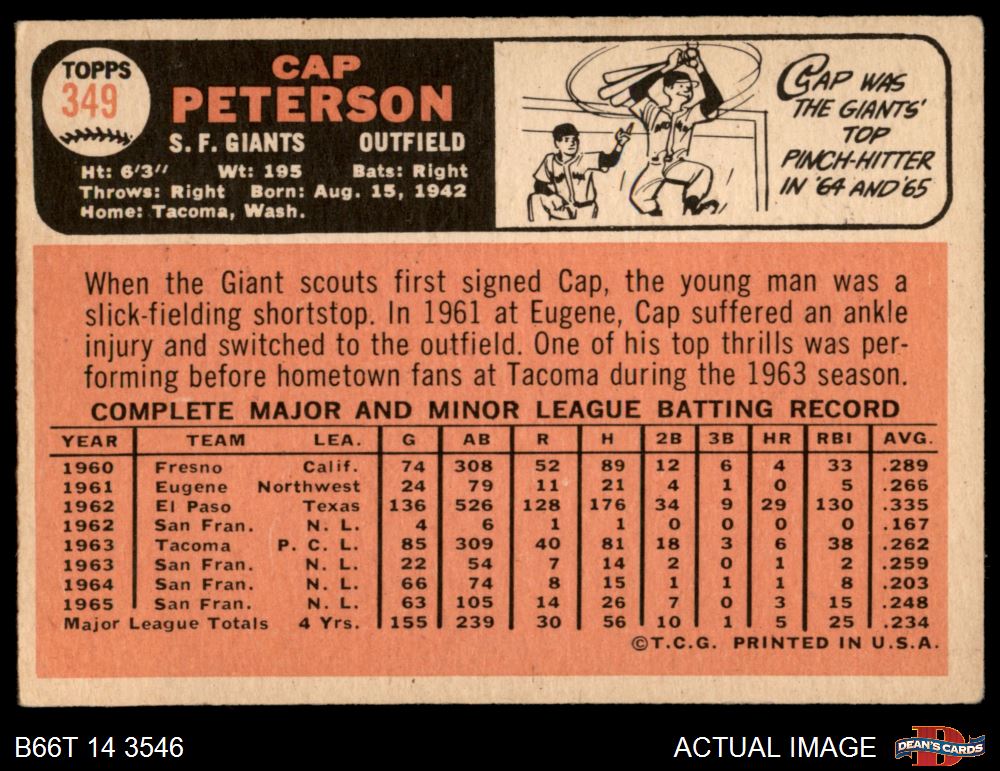 TOPPS
349
CAP
PETERSON
S. F. GIANTS OUTFIELD
Ht: 6'3" Wt: 195 Bats: Right
Throws: Right Born: Aug. 15, 1942
Home: Tacoma, Wash.
CAP WAS
THE GIANTS'
TOP
PINCH-HITTER
IN '64 AND '65
When the Giant scouts first signed Cap, the young man was a
slick-fielding shortstop. In 1961 at Eugene, Cap suffered an ankle
injury and switched to the outfield. One of his top thrills was per-
forming before hometown fans at Tacoma during the 1963 season.
COMPLETE MAJOR AND MINOR LEAGUE BATTING RECORD
YEAR TEAM LEA. G AB R H 2B 3B HR RBI AVG.
1960 Fresno Calif. 74 308 52 89 12 6 4 33 .289
1961 Eugene Northwest 24 79 11 21 4 1 0 5 .266
1962 El Paso Texas 136 526 128 176 34 9 29 130 .335
1962 San Fran. N. L. 4 6 1 1 0 0 0 0 .167
1963 Tacoma P. C. L. 85 309 40 81 18 3 6 38 .262
1963 San Fran. N. L. 22 54 7 14 2 0 1 2 .259
1964 San Fran. N. L. 66 74 8 15 1 1 1 8 .203
1965 San Fran. N. L. 63 105 14 26 7 0 3 15 .248
Major League Totals 4 Yrs. 155 239 30 56 10 1 5 25 .234
©T.C.G. PRINTED IN U.S.A.
B66T 14 3546
ACTUAL IMAGE
D
DEAN'S CARDS